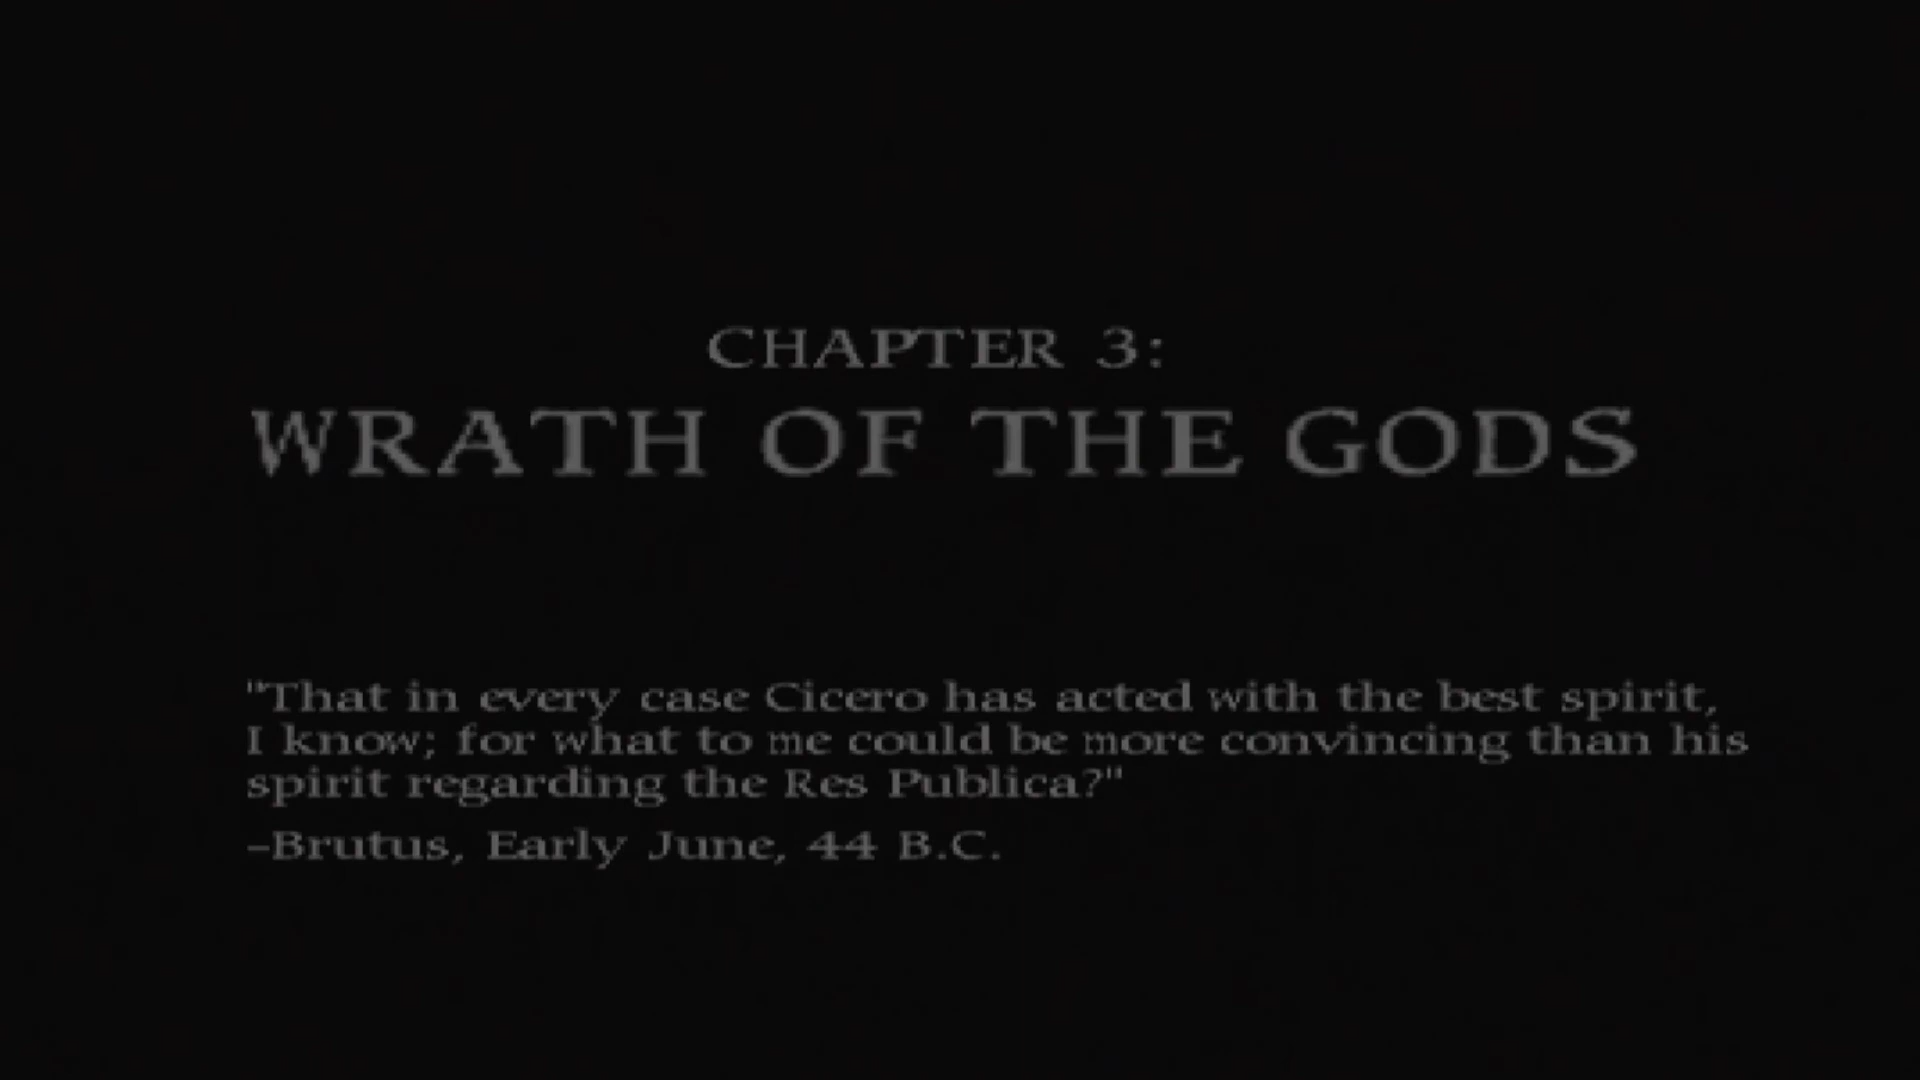 CHAPTER 3:
WRATH OF THE GODS
"That in every case Cicero has acted with the best spirit,
I know; for what to me could be more convincing than his
spirit regarding the Res Publica?"
–Brutus, Early June, 44 B.C.